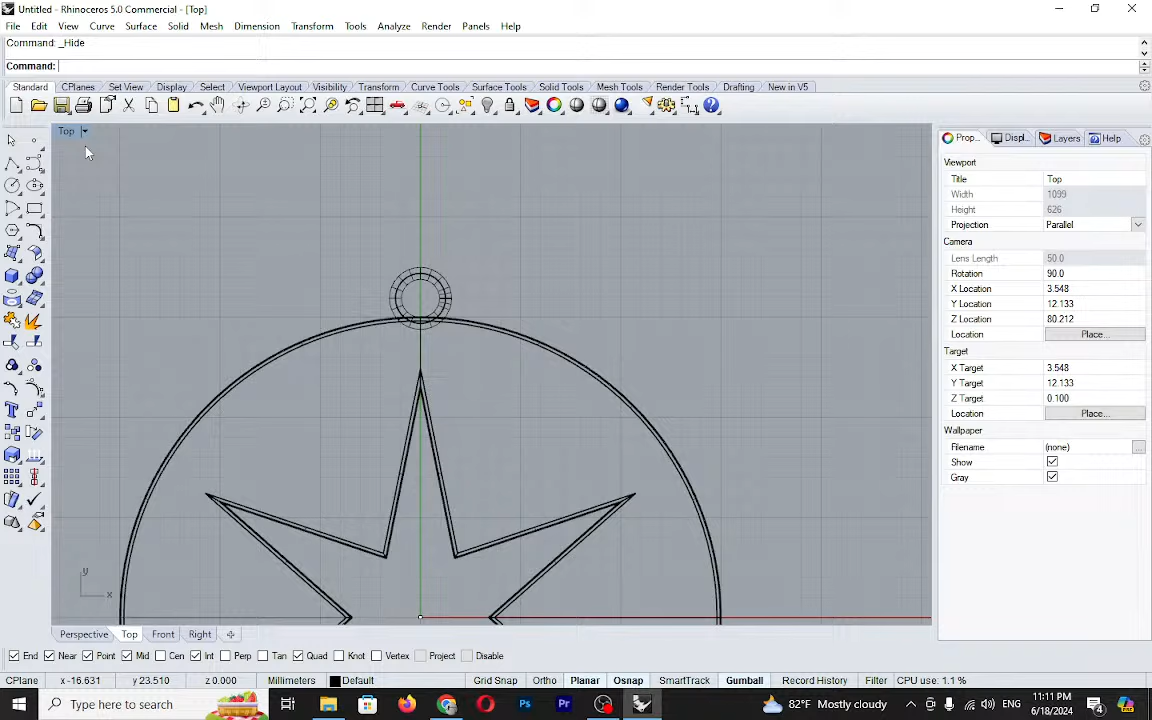 Untitled - Rhinoceros 5.0 Commercial - [Top]
File Edit View Curve Surface Solid Mesh Dimension Transform Tools Analyze Render Panels Help
Command: _Hide
Command:
Standard CPlanes Set View Display Select Viewport Layout Visibility Transform Curve Tools Surface Tools Solid Tools Mesh Tools Render Tools Drafting New in V5
Top
Prop... Displ... Layers Help
Viewport
Title Top
Width 1099
Height 626
Projection Parallel
Camera
Lens Length 50.0
Rotation 90.0
X Location 3.548
Y Location 12.133
Z Location 80.212
Location Place...
Target
X Target 3.548
Y Target 12.133
Z Target 0.100
Location Place...
Wallpaper
Filename (none) ...
Show
Gray
y
x
Perspective Top Front Right
End Near Point Mid Cen Int Perp Tan Quad Knot Vertex Project Disable
CPlane x -16.631 y 23.510 z 0.000 Millimeters Default Grid Snap Ortho Planar Osnap SmartTrack Gumball Record History Filter CPU use: 1.1 %
Type here to search Ps Pr 82°F Mostly cloudy ENG 11:11 PM 6/18/2024 4